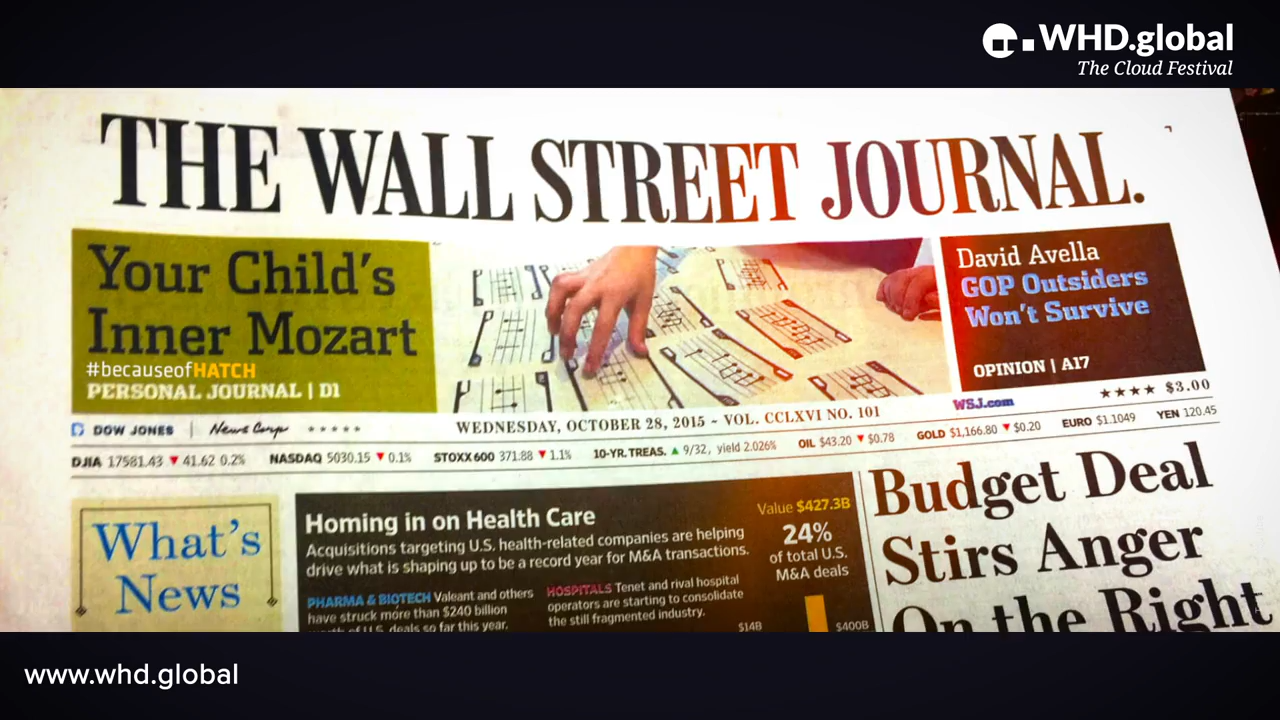 WHD.global
The Cloud Festival
THE WALL STREET JOURNAL.
Your Child's
Inner Mozart
#becauseofHATCH
PERSONAL JOURNAL | D1
David Avella
GOP Outsiders
Won't Survive
OPINION | A17
DOW JONES | News Corp ★★★★★
WEDNESDAY, OCTOBER 28, 2015 ~ VOL. CCLXVI NO. 101
WSJ.com
★★★★ $3.00
DJIA 17581.43 ▼ 41.62 0.2% NASDAQ 5030.15 ▼ 0.1% STOXX 600 371.88 ▼ 1.1% 10-YR. TREAS. ▲ 9/32, yield 2.026% OIL $43.20 ▼ $0.78 GOLD $1,166.80 ▼ $0.20 EURO $1.1049 YEN 120.45
What's
News
Homing in on Health Care
Acquisitions targeting U.S. health-related companies are helping
drive what is shaping up to be a record year for M&A transactions.
PHARMA & BIOTECH Valeant and others
have struck more than $240 billion
worth of U.S. deals so far this year.
HOSPITALS Tenet and rival hospital
operators are starting to consolidate
the still fragmented industry.
Value $427.3B
24%
of total U.S.
M&A deals
$14B
$400B
Budget Deal
Stirs Anger
On the Right
www.whd.global